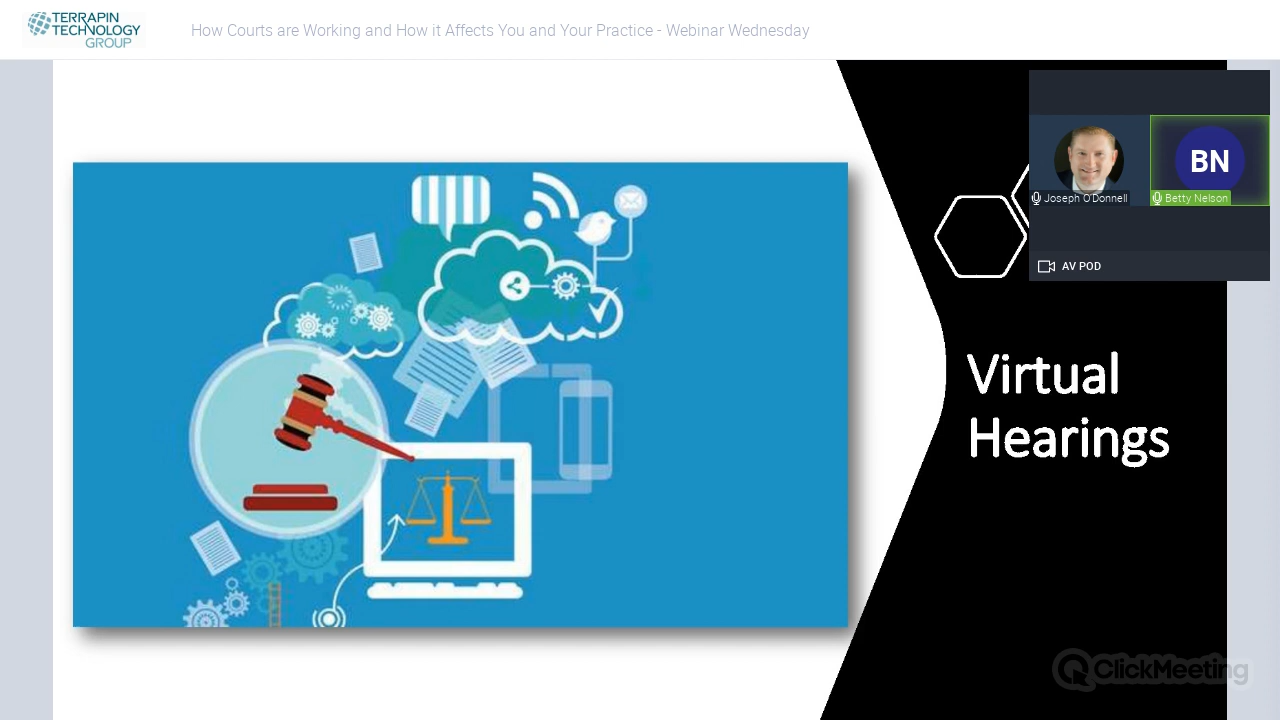 TERRAPIN
TECHNOLOGY
GROUP
How Courts are Working and How it Affects You and Your Practice - Webinar Wednesday
BN
Joseph O'Donnell
Betty Nelson
AV POD
Virtual
Hearings
ClickMeeting